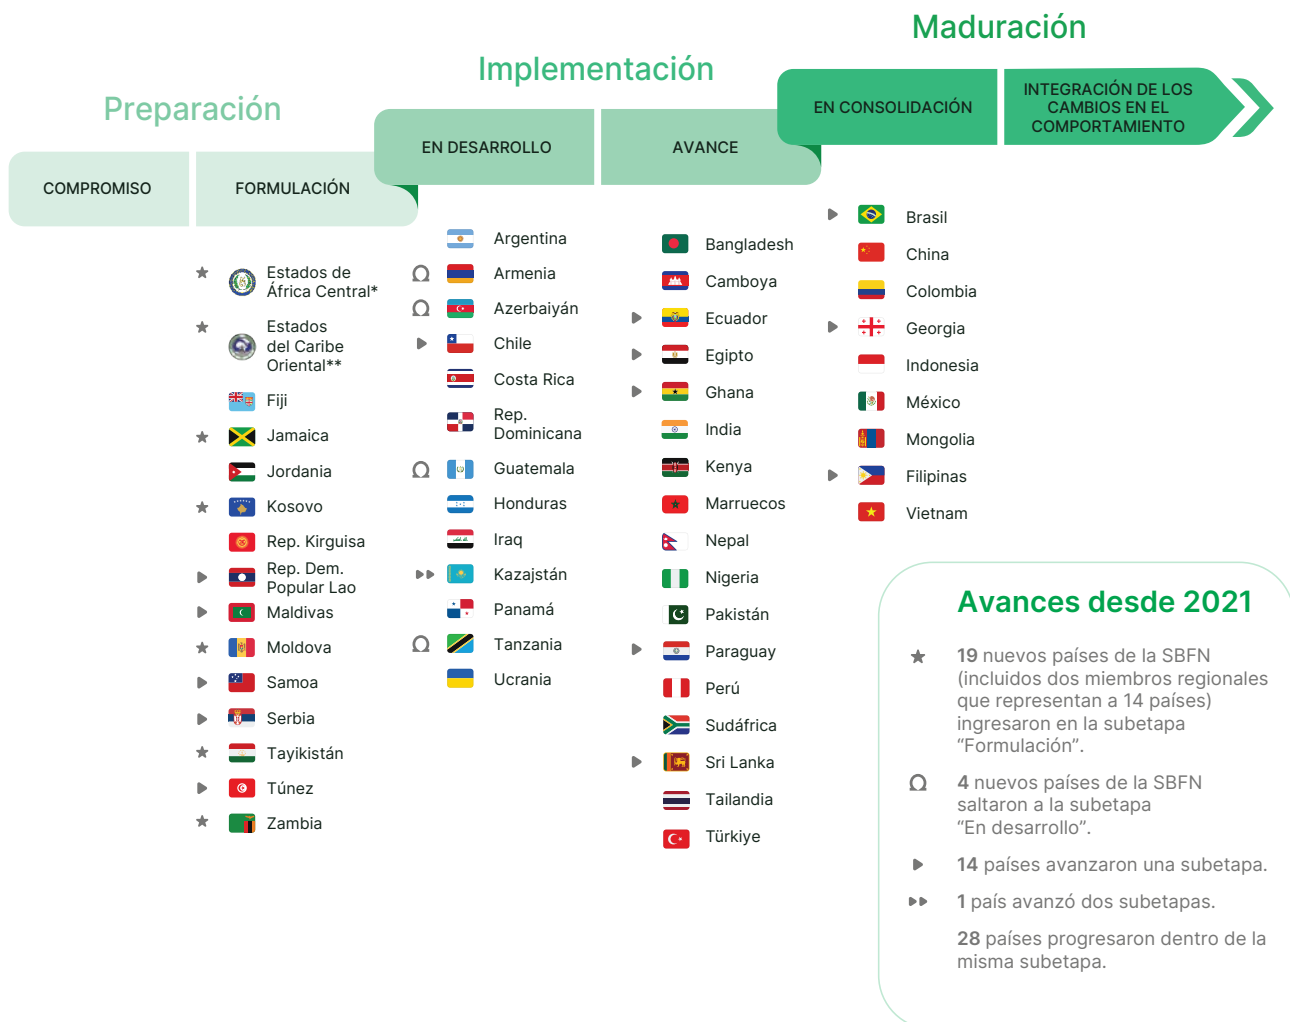 Preparación
COMPROMISO
FORMULACIÓN
★ Estados de
África Central*
★ Estados
del Caribe
Oriental**
Fiji
★ Jamaica
Jordania
★ Kosovo
Rep. Kirguisa
▶ Rep. Dem.
Popular Lao
▶ Maldivas
★ Moldova
▶ Samoa
▶ Serbia
★ Tayikistán
▶ Túnez
★ Zambia
Implementación
EN DESARROLLO
Argentina
Ω Armenia
Ω Azerbaiyán
▶ Chile
Costa Rica
Rep.
Dominicana
Ω Guatemala
Honduras
Iraq
▶▶ Kazajstán
Panamá
Ω Tanzania
Ucrania
AVANCE
Bangladesh
Camboya
▶ Ecuador
▶ Egipto
▶ Ghana
India
Kenya
Marruecos
Nepal
Nigeria
Pakistán
▶ Paraguay
Perú
Sudáfrica
▶ Sri Lanka
Tailandia
Türkiye
Maduración
EN CONSOLIDACIÓN
▶ Brasil
China
Colombia
▶ Georgia
Indonesia
México
Mongolia
▶ Filipinas
Vietnam
INTEGRACIÓN DE LOS
CAMBIOS EN EL
COMPORTAMIENTO
Avances desde 2021
★ 19 nuevos países de la SBFN
(incluidos dos miembros regionales
que representan a 14 países)
ingresaron en la subetapa
“Formulación”.
Ω 4 nuevos países de la SBFN
saltaron a la subetapa
“En desarrollo”.
▶ 14 países avanzaron una subetapa.
▶▶ 1 país avanzó dos subetapas.
28 países progresaron dentro de la
misma subetapa.